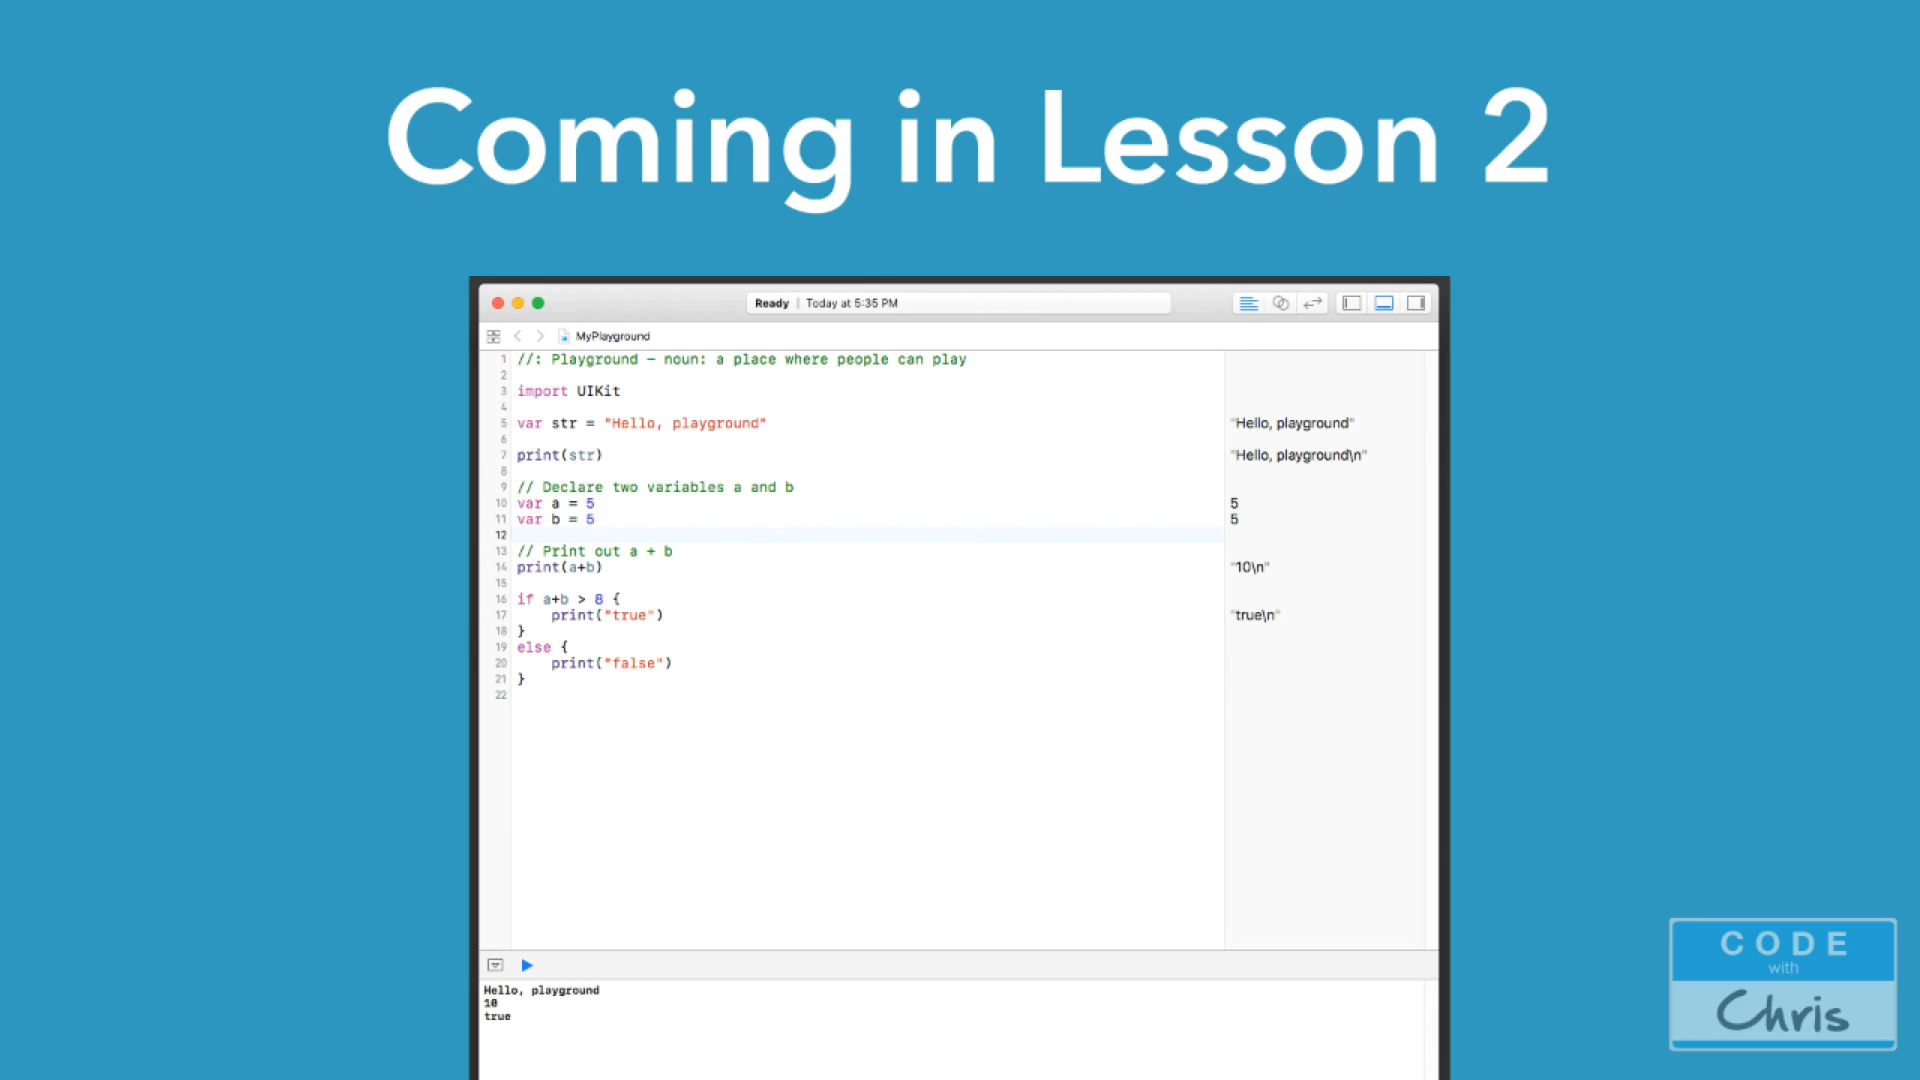 Coming in Lesson 2
Ready | Today at 5:35 PM
MyPlayground
1 //: Playground - noun: a place where people can play
2
3 import UIKit
4
5 var str = "Hello, playground" "Hello, playground"
6
7 print(str) "Hello, playground\n"
8
9 // Declare two variables a and b
10 var a = 5 5
11 var b = 5 5
12
13 // Print out a + b
14 print(a+b) "10\n"
15
16 if a+b > 8 {
17 print("true") "true\n"
18 }
19 else {
20 print("false")
21 }
22
Hello, playground
10
true
CODE
with
Chris